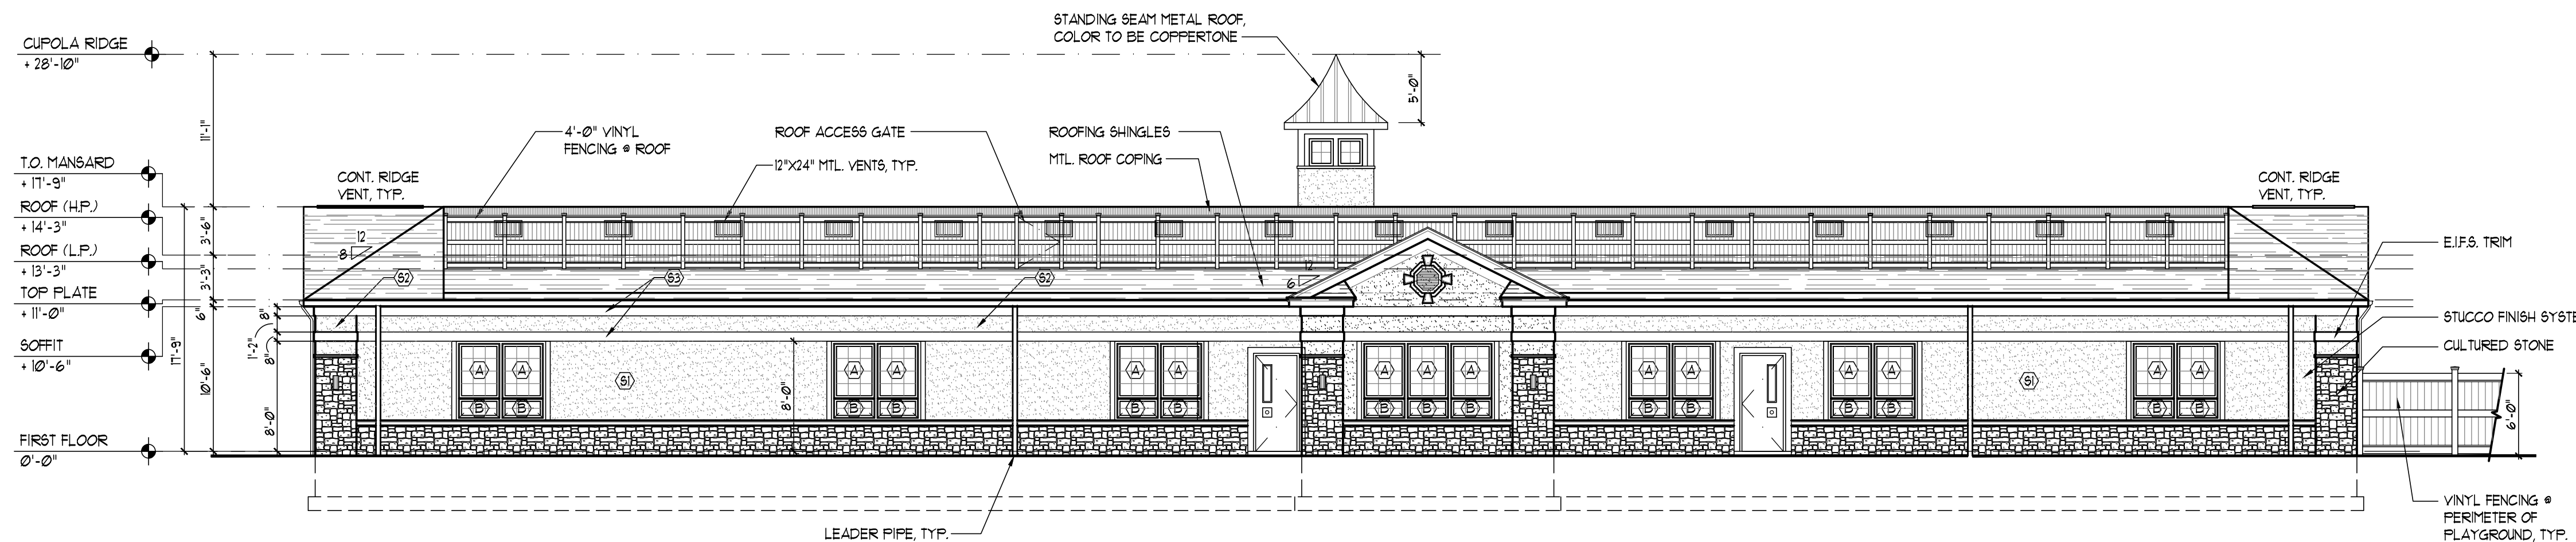 STANDING SEAM METAL ROOF,
COLOR TO BE COPPERTONE
CUPOLA RIDGE
+ 28'-10"
5'-0"
11'-1"
4'-0" VINYL
FENCING @ ROOF
ROOF ACCESS GATE
ROOFING SHINGLES
12"X24" MTL. VENTS, TYP.
MTL. ROOF COPING
T.O. MANSARD
+ 17'-9"
CONT. RIDGE
VENT, TYP.
CONT. RIDGE
VENT, TYP.
ROOF (H.P.)
+ 14'-3"
3'-6"
12
8
ROOF (L.P.)
+ 13'-3"
3'-3"
E.I.F.S. TRIM
S2
S3
S2
12
6
TOP PLATE
+ 11'-0"
6"
8"
1'-2"
8"
17'-9"
10'-6"
8'-0"
8'-0"
STUCCO FINISH SYSTE
SOFFIT
+ 10'-6"
CULTURED STONE
A A A A A A A A A A A A A A A
S1
S1
B B B B B B B B B B B B B B B
6'-0"
FIRST FLOOR
0'-0"
LEADER PIPE, TYP.
VINYL FENCING @
PERIMETER OF
PLAYGROUND, TYP.